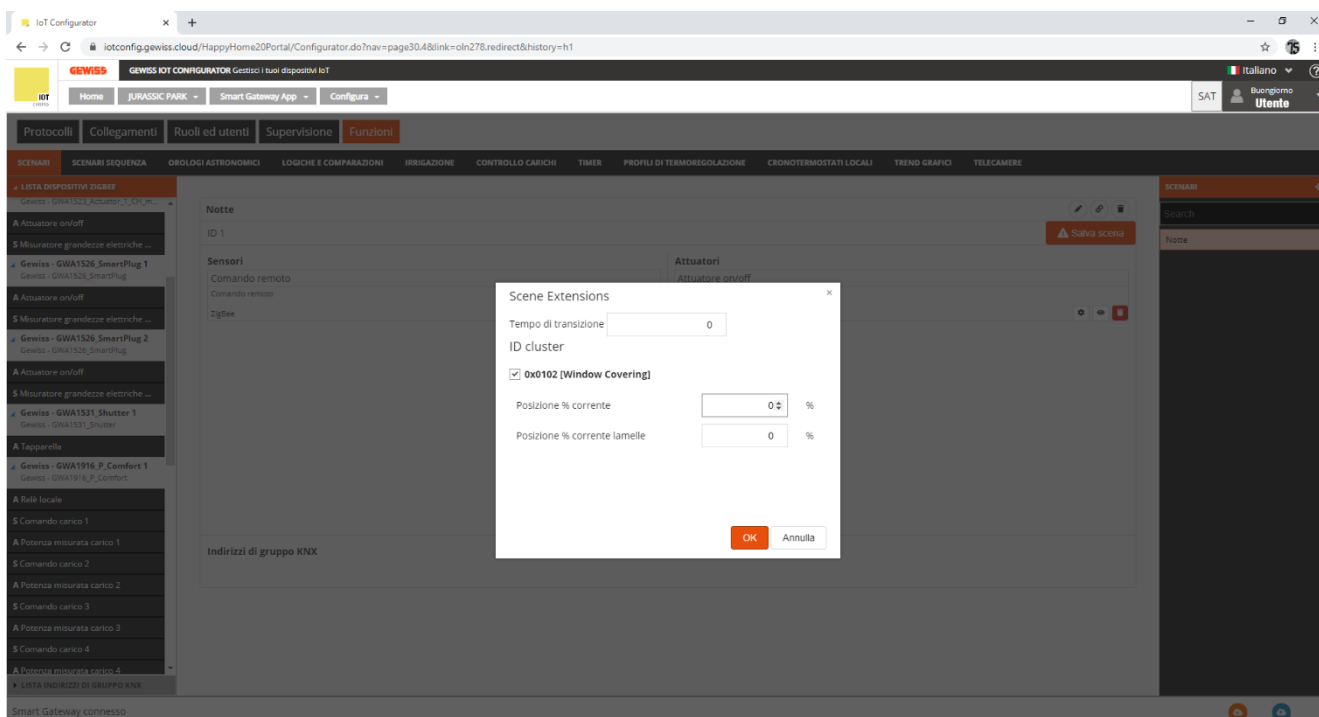 IoT Configurator
iotconfig.gewiss.cloud/HappyHome20Portal/Configurator.do?nav=page30.4&link=oln278.redirect&history=h1
GEWISS GEWISS IOT CONFIGURATOR Gestisci i tuoi dispositivi IoT Italiano
IOT Home JURASSIC PARK Smart Gateway App Configura SAT Buongiorno
Utente
Protocolli Collegamenti Ruoli ed utenti Supervisione Funzioni
SCENARI SCENARI SEQUENZA OROLOGI ASTRONOMICI LOGICHE E COMPARAZIONI IRRIGAZIONE CONTROLLO CARICHI TIMER PROFILI DI TERMOREGOLAZIONE CRONOTERMOSTATI LOCALI TREND GRAFICI TELECAMERE
LISTA DISPOSITIVI ZIGBEE
Gewiss - GWA1523_Actuator_1_CH_m...
A Attuatore on/off
S Misuratore grandezze elettriche ...
Gewiss - GWA1526_SmartPlug 1
Gewiss - GWA1526_SmartPlug
A Attuatore on/off
S Misuratore grandezze elettriche ...
Gewiss - GWA1526_SmartPlug 2
Gewiss - GWA1526_SmartPlug
A Attuatore on/off
S Misuratore grandezze elettriche ...
Gewiss - GWA1531_Shutter 1
Gewiss - GWA1531_Shutter
A Tapparella
Gewiss - GWA1916_P_Comfort 1
Gewiss - GWA1916_P_Comfort
A Relè locale
S Comando carico 1
A Potenza misurata carico 1
S Comando carico 2
A Potenza misurata carico 2
S Comando carico 3
A Potenza misurata carico 3
S Comando carico 4
A Potenza misurata carico 4
LISTA INDIRIZZI DI GRUPPO KNX
Notte
ID 1 Salva scena
Sensori Attuatori
Comando remoto Attuatore on/off
Comando remoto
ZigBee
Indirizzi di gruppo KNX
Scene Extensions
Tempo di transizione 0
ID cluster
0x0102 [Window Covering]
Posizione % corrente 0 %
Posizione % corrente lamelle 0 %
OK Annulla
SCENARI
Search
Notte
Smart Gateway connesso